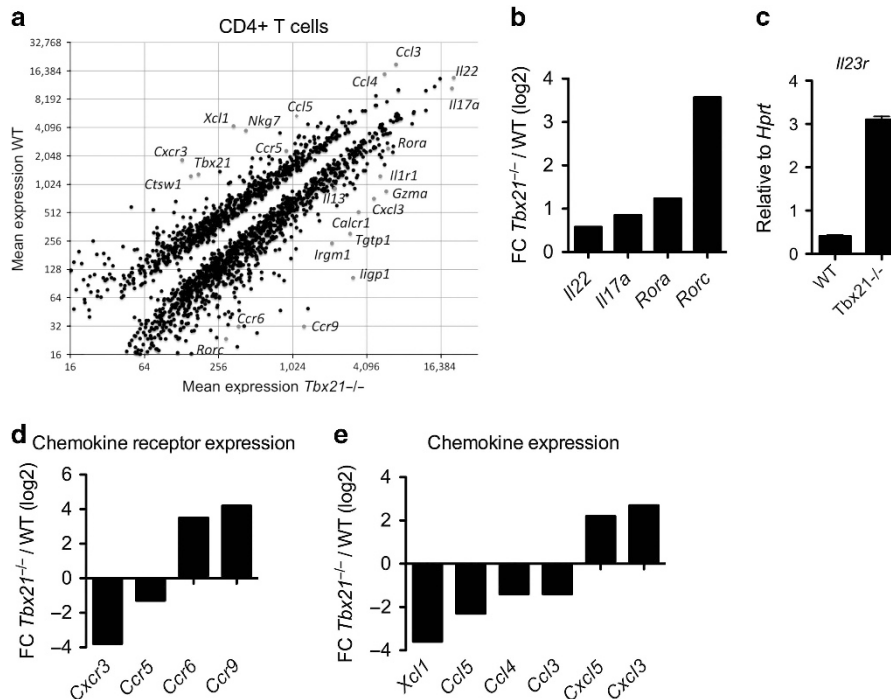 a
CD4+ T cells
Mean expression WT
32,768
16,384
8,192
4,096
2,048
1,024
512
256
128
64
32
16
Ccl3
Ccl4
Il22
Il17a
Ccl5
Xcl1
Nkg7
Ccr5
Rora
Cxcr3
Tbx21
Ctsw1
Il1r1
Il13
Gzma
Cxcl3
Calcr1
Tgtp1
Irgm1
Iigp1
Ccr6
Ccr9
Rorc
16 64 256 1,024 4,096 16,384
Mean expression Tbx21–/–
b
FC Tbx21–/– / WT (log2)
4
3
2
1
0
Il22 Il17a Rora Rorc
c
Il23r
Relative to Hprt
4
3
2
1
0
WT Tbx21-/-
d
Chemokine receptor expression
FC Tbx21–/– / WT (log2)
6
4
2
0
–2
–4
Cxcr3 Ccr5 Ccr6 Ccr9
e
Chemokine expression
FC Tbx21–/– / WT (log2)
4
2
0
–2
–4
Xcl1 Ccl5 Ccl4 Ccl3 Cxcl5 Cxcl3